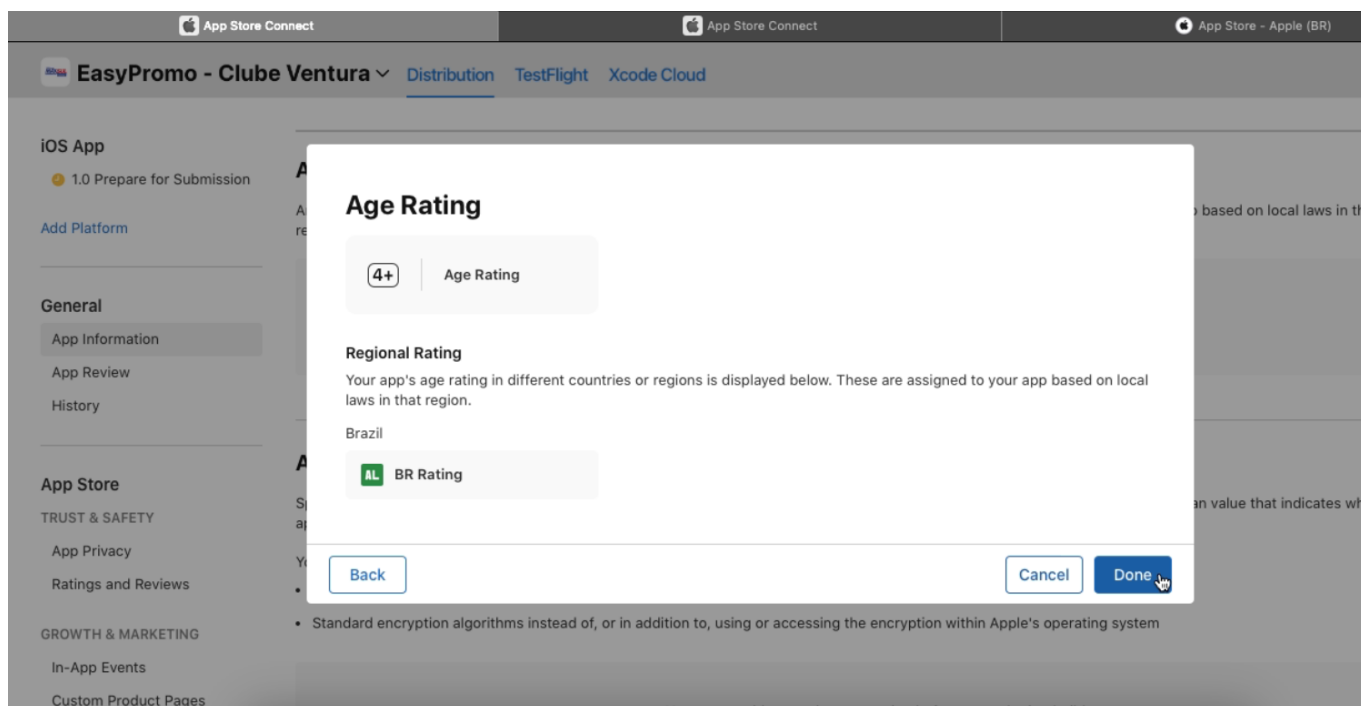 App Store Connect
App Store Connect
App Store - Apple (BR)
EasyPromo - Clube Ventura
Distribution
TestFlight
Xcode Cloud
iOS App
1.0 Prepare for Submission
Add Platform
General
App Information
App Review
History
App Store
TRUST & SAFETY
App Privacy
Ratings and Reviews
GROWTH & MARKETING
In-App Events
Custom Product Pages
based on local laws in th
re
Age Rating
4+
Age Rating
Regional Rating
Your app's age rating in different countries or regions is displayed below. These are assigned to your app based on local
laws in that region.
Brazil
AL
BR Rating
an value that indicates wh
Back
Cancel
Done
• Standard encryption algorithms instead of, or in addition to, using or accessing the encryption within Apple's operating system